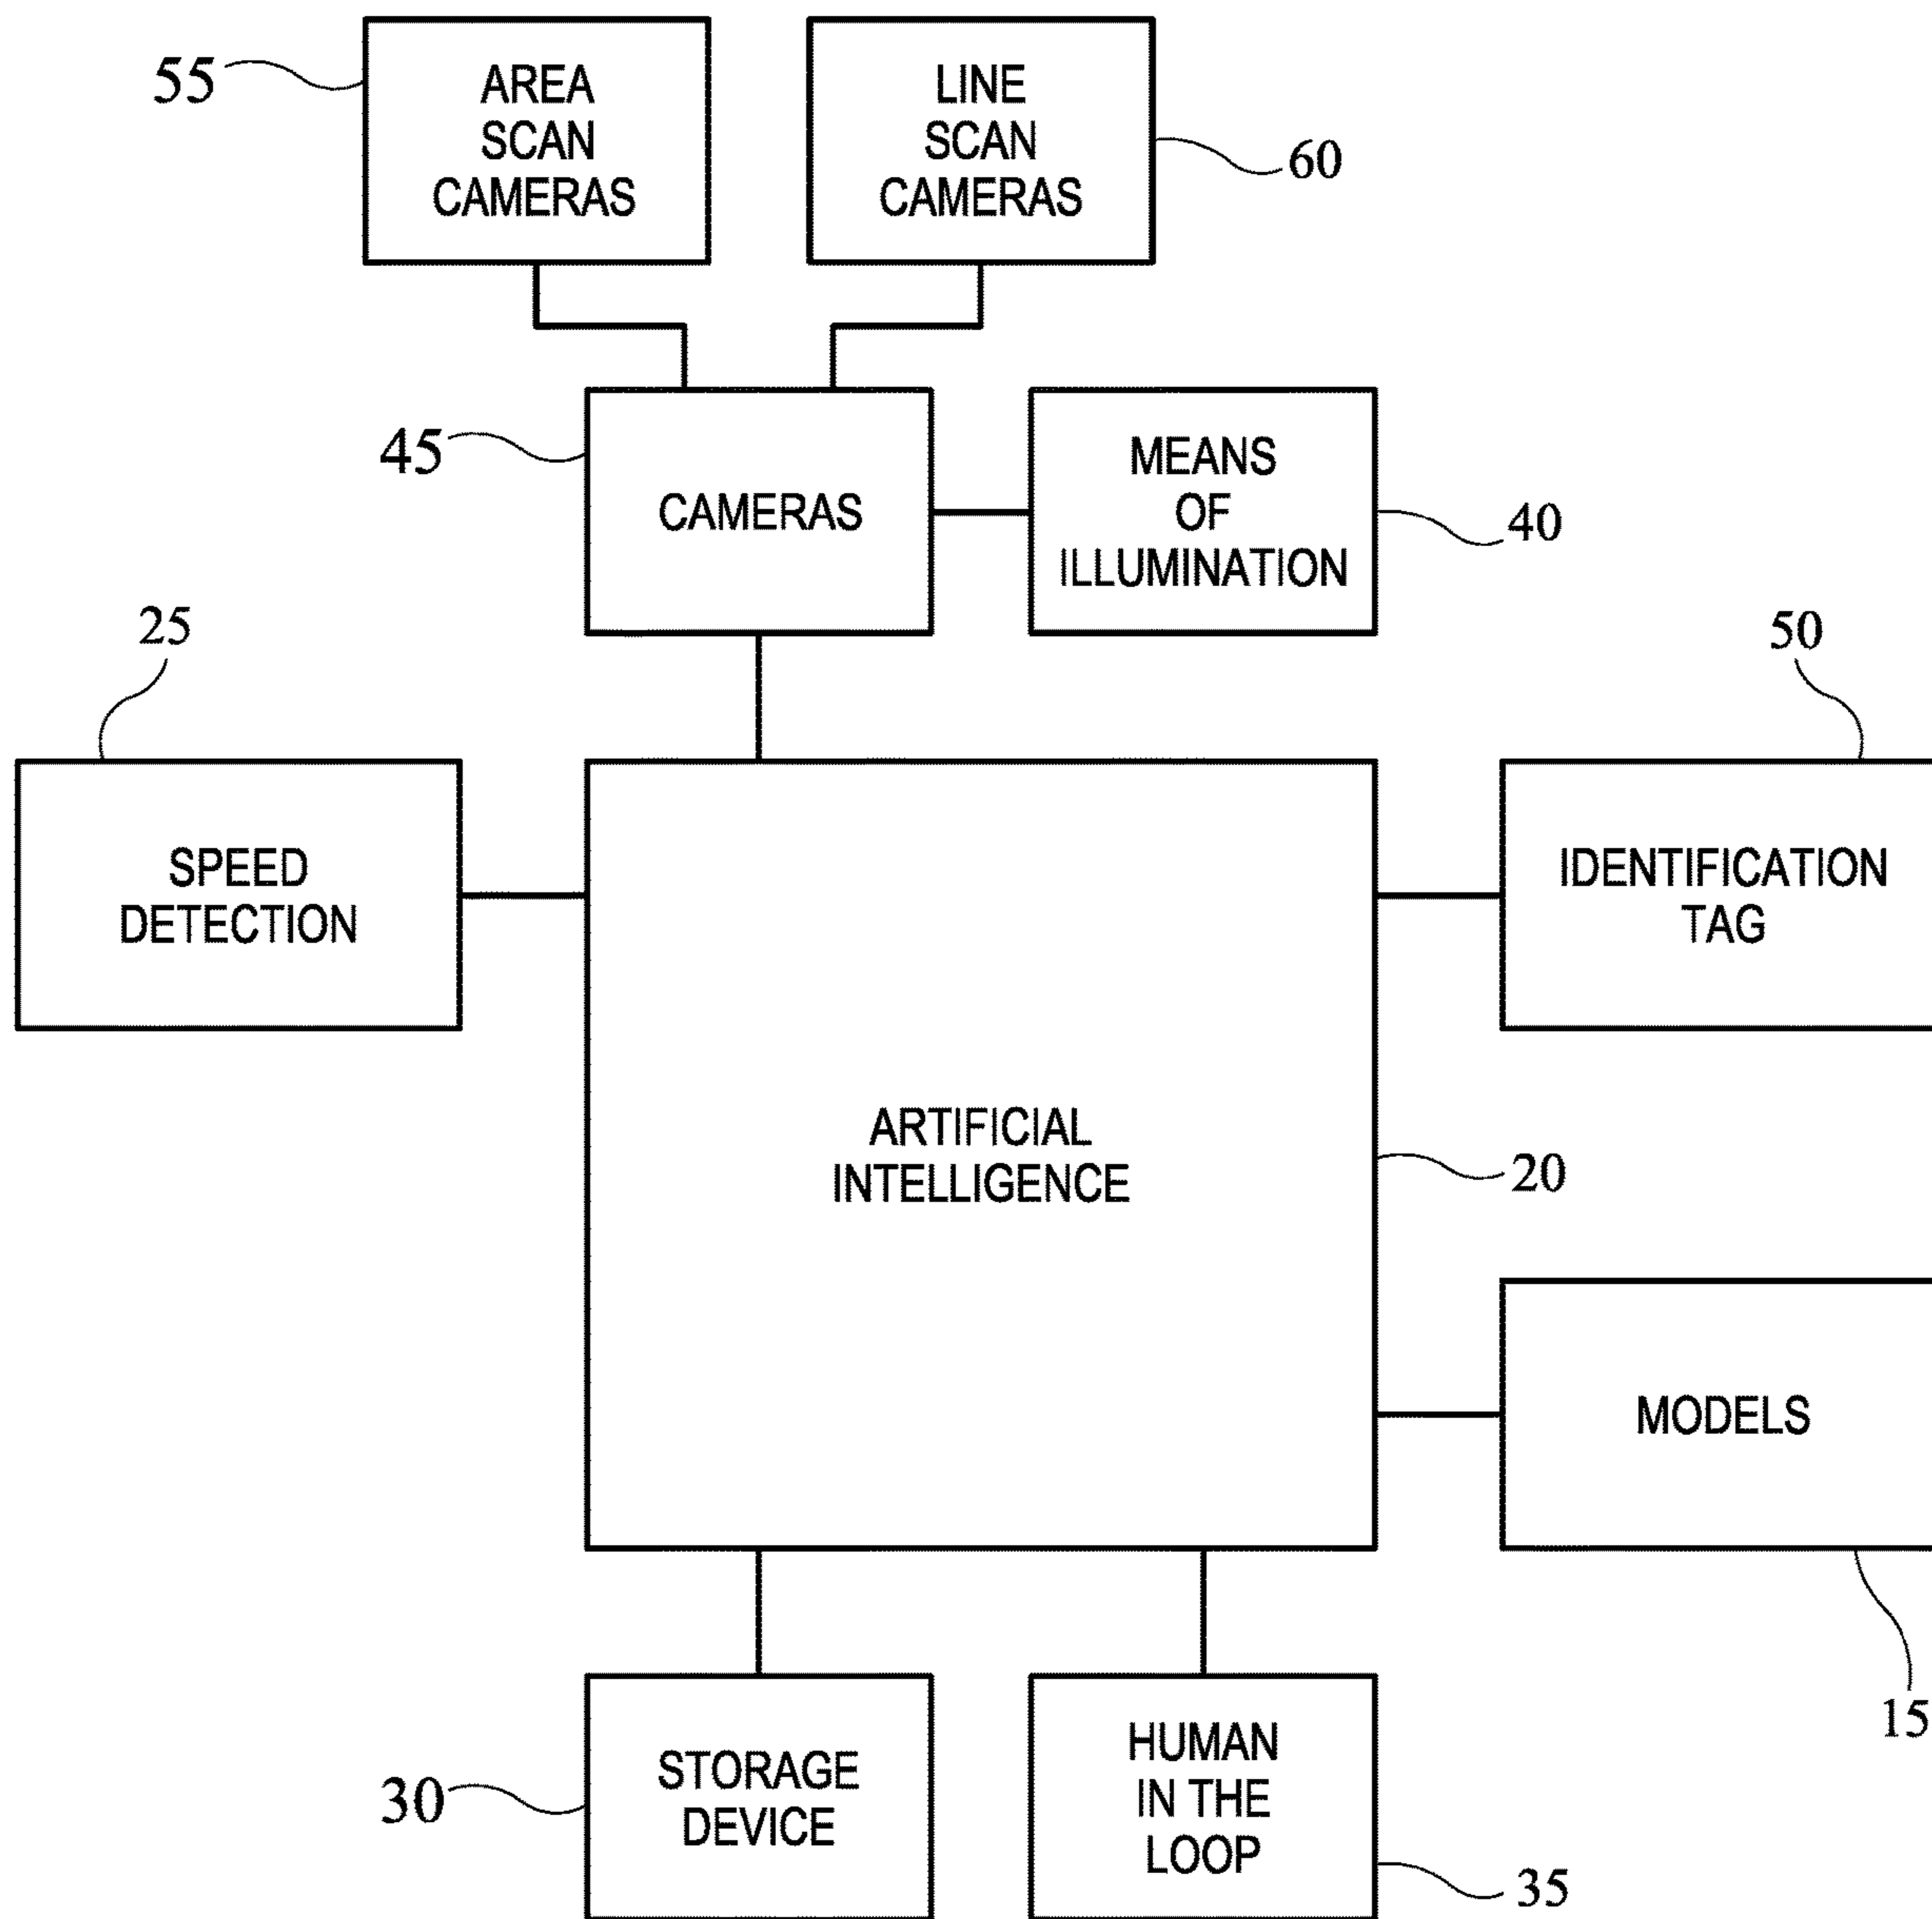 55
AREA
SCAN
CAMERAS
LINE
SCAN
CAMERAS
60
45
CAMERAS
MEANS
OF
ILLUMINATION
40
25
50
SPEED
DETECTION
IDENTIFICATION
TAG
ARTIFICIAL
INTELLIGENCE
20
MODELS
15
30
STORAGE
DEVICE
HUMAN
IN THE
LOOP
35